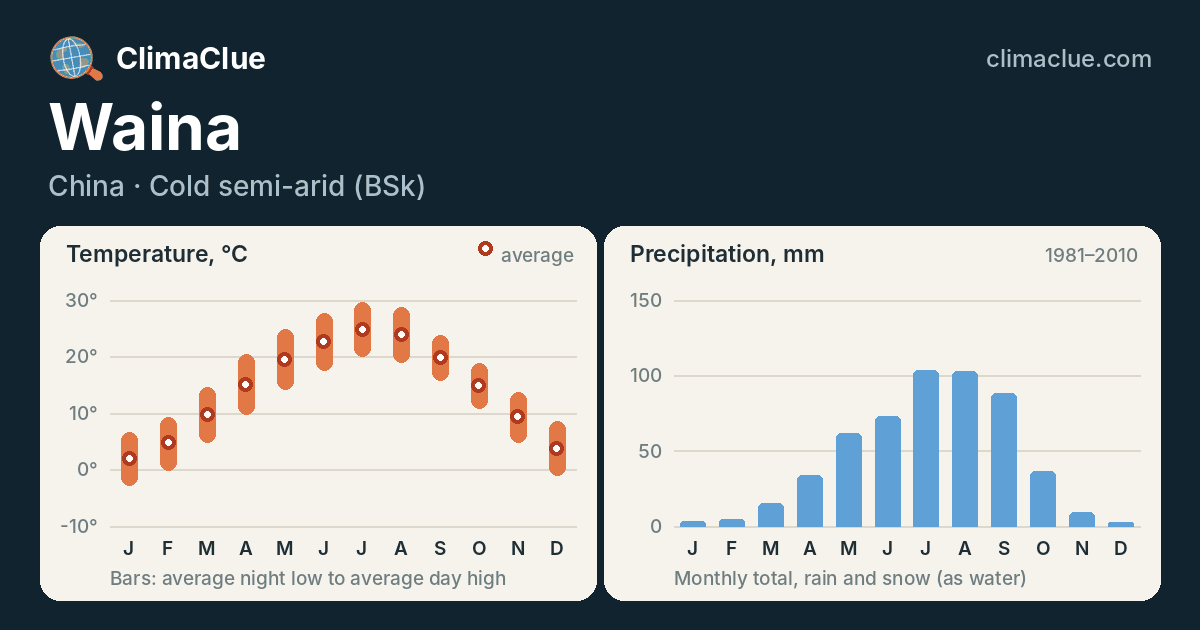 ClimaClue
climaclue.com
Waina
China · Cold semi-arid (BSk)
Temperature, °C
average
30°
20°
10°
0°
-10°
J F M A M J J A S O N D
Bars: average night low to average day high
Precipitation, mm
1981–2010
150
100
50
0
J F M A M J J A S O N D
Monthly total, rain and snow (as water)